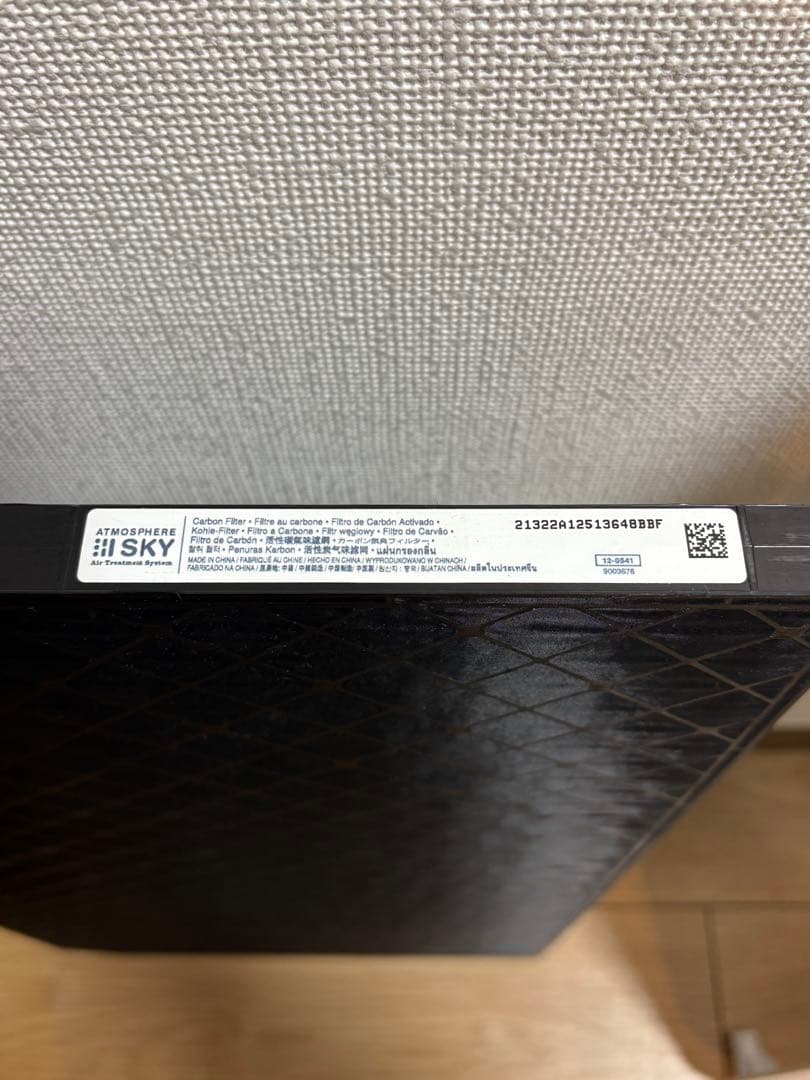 ATMOSPHERE
SKY
Air Treatment System
Carbon Filter • Filtre au carbone • Filtro de Carbón Activado •
Kohle-Filter • Filtro a Carbone • Filtr węglowy • Filtro de Carvão •
Filtro de Carbón • 活性碳氣味濾網 • カーボン脱臭フィルター •
탈취 필터 • Penuras Karbon • 活性炭气味滤网 • แผ่นกรองกลิ่น
MADE IN CHINA / FABRIQUÉ AU CHINE / HECHO EN CHINA / WYPRODUKOWANO W CHINACH /
FABRICADO NA CHINA / 原產地: 中國 / 中國製造 / 中国制造 / 中国製 / 원산지 : 중국 / BUATAN CHINA / ผลิตในประเทศจีน
21322A1251364BBBF
12-0541
9003676